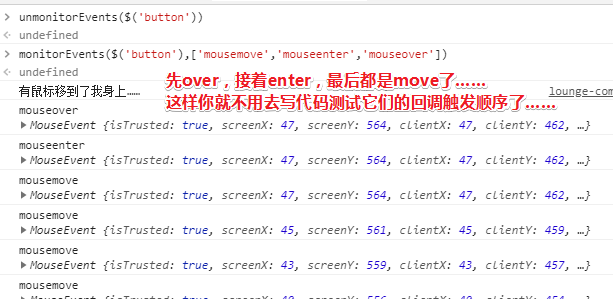 > unmonitorEvents($('button'))
< undefined
> monitorEvents($('button'),['mousemove','mouseenter','mouseover'])
< undefined
先over，接着enter，最后都是move了......
有鼠标移到了我身上…… lounge-com
这样你就不用去写代码测试它们的回调触发顺序了......
mouseover
▶ MouseEvent {isTrusted: true, screenX: 47, screenY: 564, clientX: 47, clientY: 462, …}
mouseenter
▶ MouseEvent {isTrusted: true, screenX: 47, screenY: 564, clientX: 47, clientY: 462, …}
mousemove
▶ MouseEvent {isTrusted: true, screenX: 47, screenY: 564, clientX: 47, clientY: 462, …}
mousemove
▶ MouseEvent {isTrusted: true, screenX: 45, screenY: 561, clientX: 45, clientY: 459, …}
mousemove
▶ MouseEvent {isTrusted: true, screenX: 43, screenY: 559, clientX: 43, clientY: 457, …}
mousemove